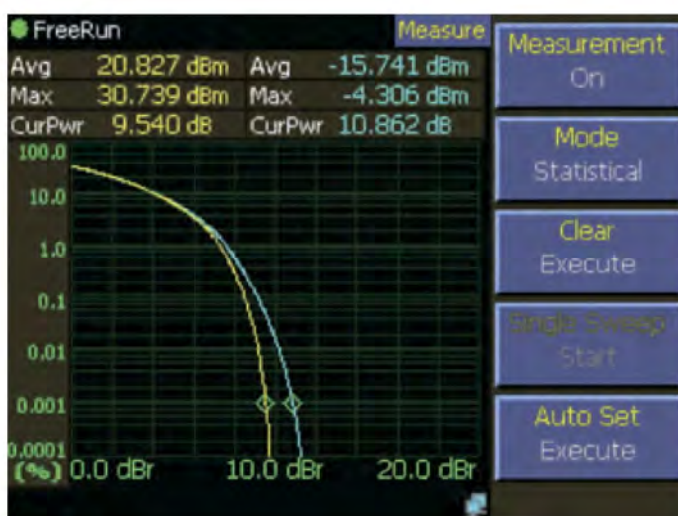 FreeRun Measure
Avg 20.827 dBm Avg -15.741 dBm
Max 30.739 dBm Max -4.306 dBm
CurPwr 9.540 dB CurPwr 10.862 dB
100.0
10.0
1.0
0.1
0.01
0.001
0.0001
(%) 0.0 dBr 10.0 dBr 20.0 dBr
Measurement
On
Mode
Statistical
Clear
Execute
Single Sweep
Start
Auto Set
Execute